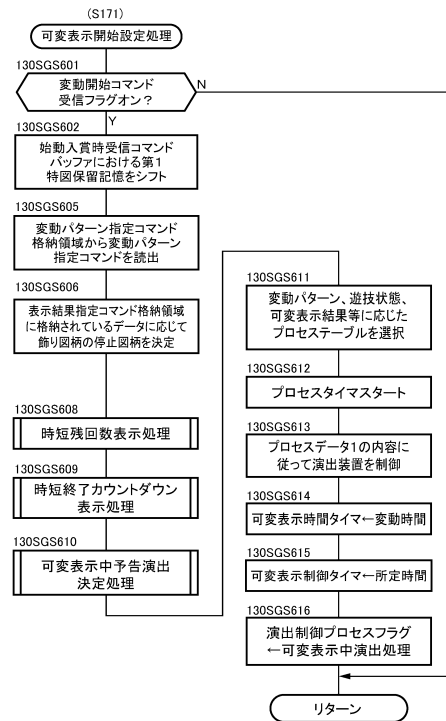 (S171)
可変表示開始設定処理
130SGS601
変動開始コマンド
受信フラグオン？
N
Y
130SGS602
始動入賞時受信コマンド
バッファにおける第1
特図保留記憶をシフト
130SGS605
変動パターン指定コマンド
格納領域から変動パターン
指定コマンドを読出
130SGS606
表示結果指定コマンド格納領域
に格納されているデータに応じて
飾り図柄の停止図柄を決定
130SGS608
時短残回数表示処理
130SGS609
時短終了カウントダウン
表示処理
130SGS610
可変表示中予告演出
決定処理
130SGS611
変動パターン、遊技状態、
可変表示結果等に応じた
プロセステーブルを選択
130SGS612
プロセスタイマスタート
130SGS613
プロセスデータ1の内容に
従って演出装置を制御
130SGS614
可変表示時間タイマ←変動時間
130SGS615
可変表示制御タイマ←所定時間
130SGS616
演出制御プロセスフラグ
←可変表示中演出処理
リターン